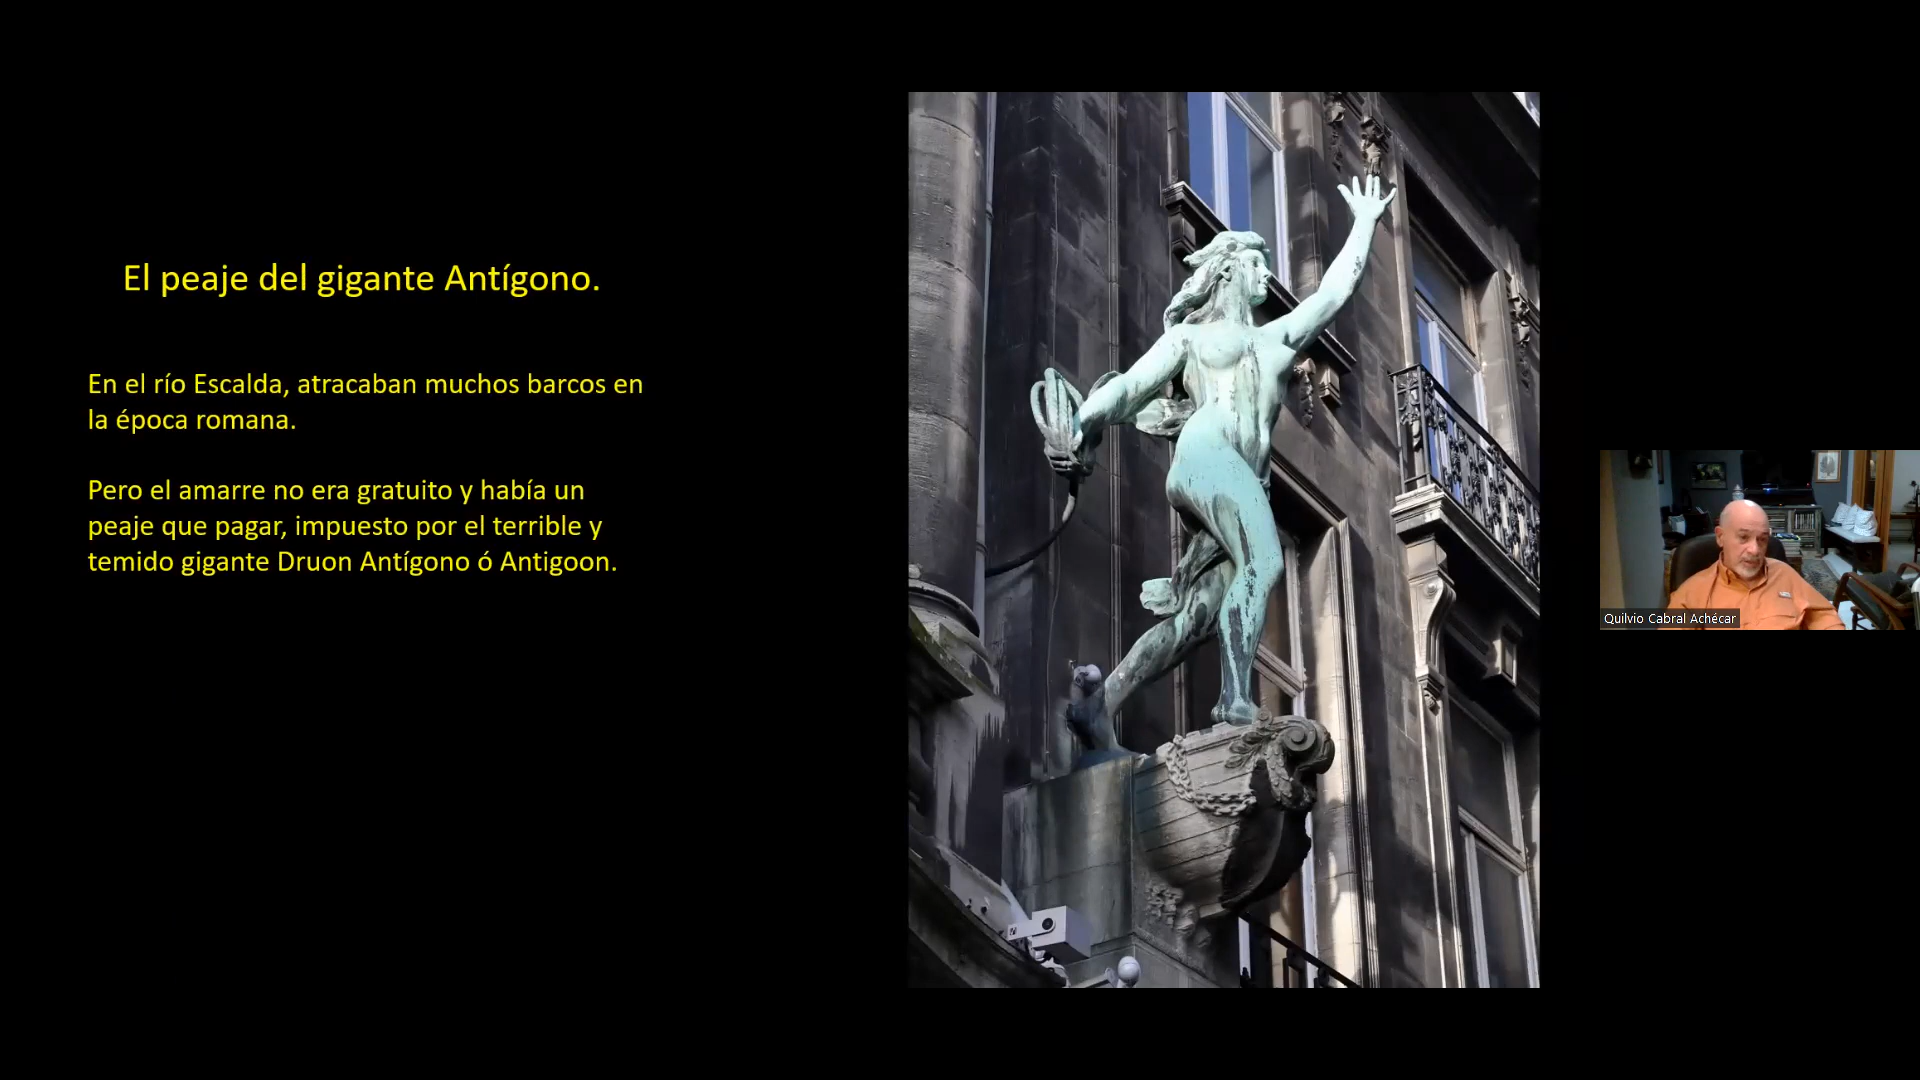 El peaje del gigante Antígono.
En el río Escalda, atracaban muchos barcos en
la época romana.
Pero el amarre no era gratuito y había un
peaje que pagar, impuesto por el terrible y
temido gigante Druon Antígono ó Antigoon.
Quilvio Cabral Achécar